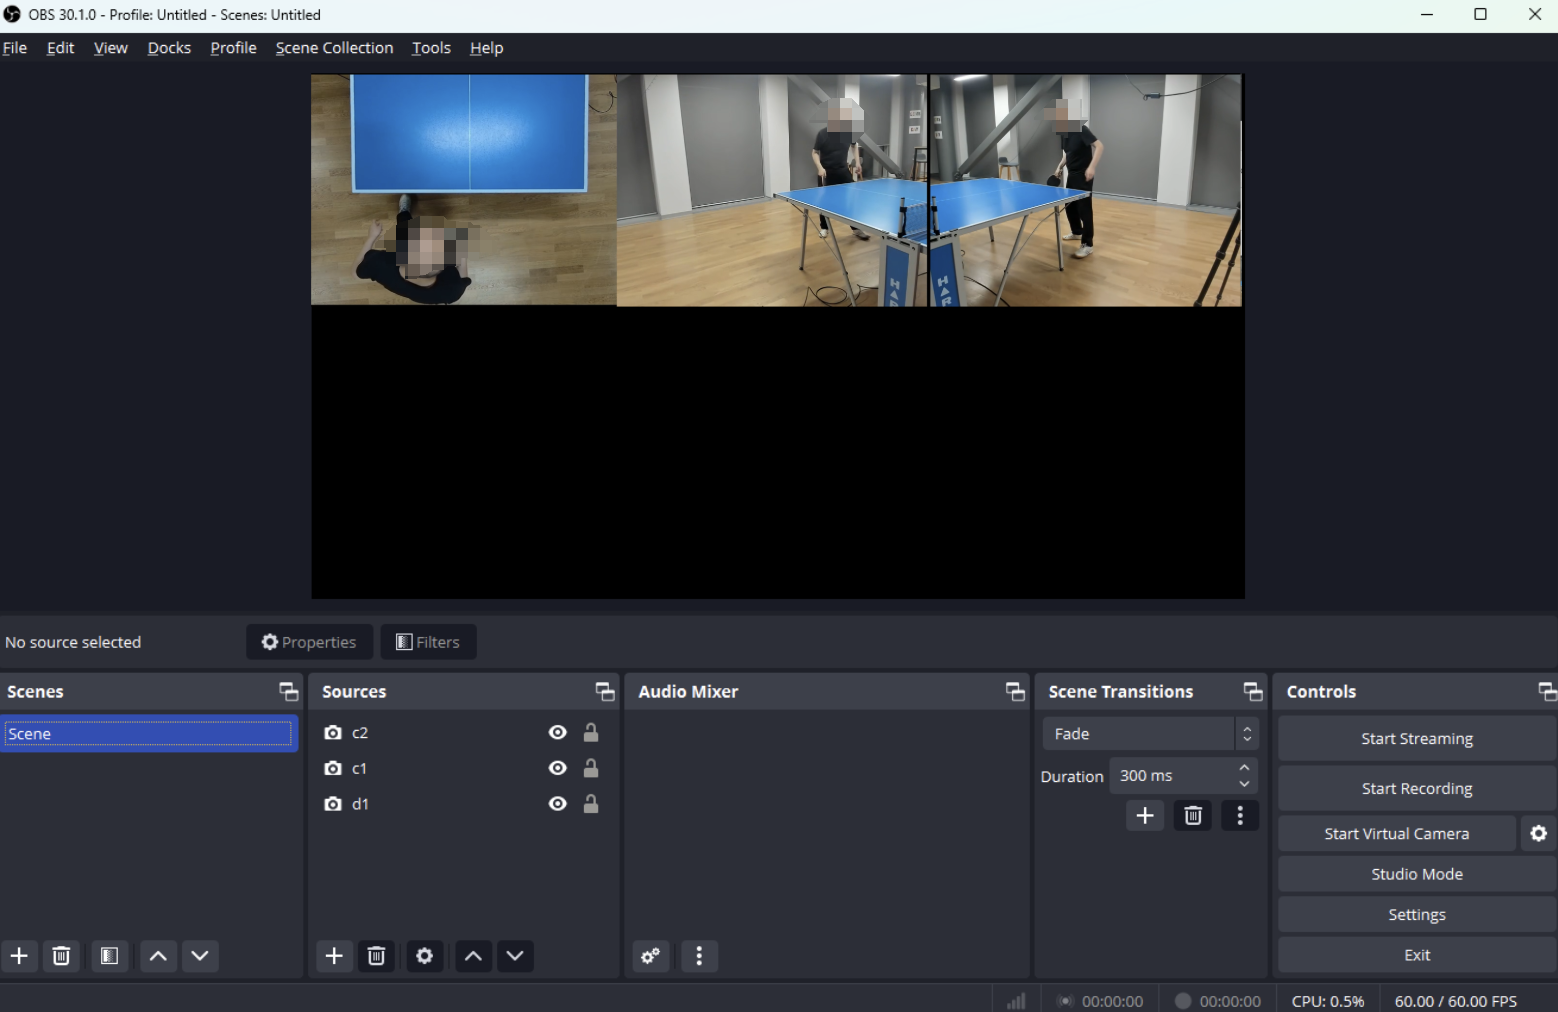 OBS 30.1.0 - Profile: Untitled - Scenes: Untitled
File Edit View Docks Profile Scene Collection Tools Help
No source selected Properties Filters
Scenes Sources Audio Mixer Scene Transitions Controls
Scene
c2
c1
d1
Fade
Duration 300 ms
Start Streaming
Start Recording
Start Virtual Camera
Studio Mode
Settings
Exit
00:00:00 00:00:00 CPU: 0.5% 60.00 / 60.00 FPS